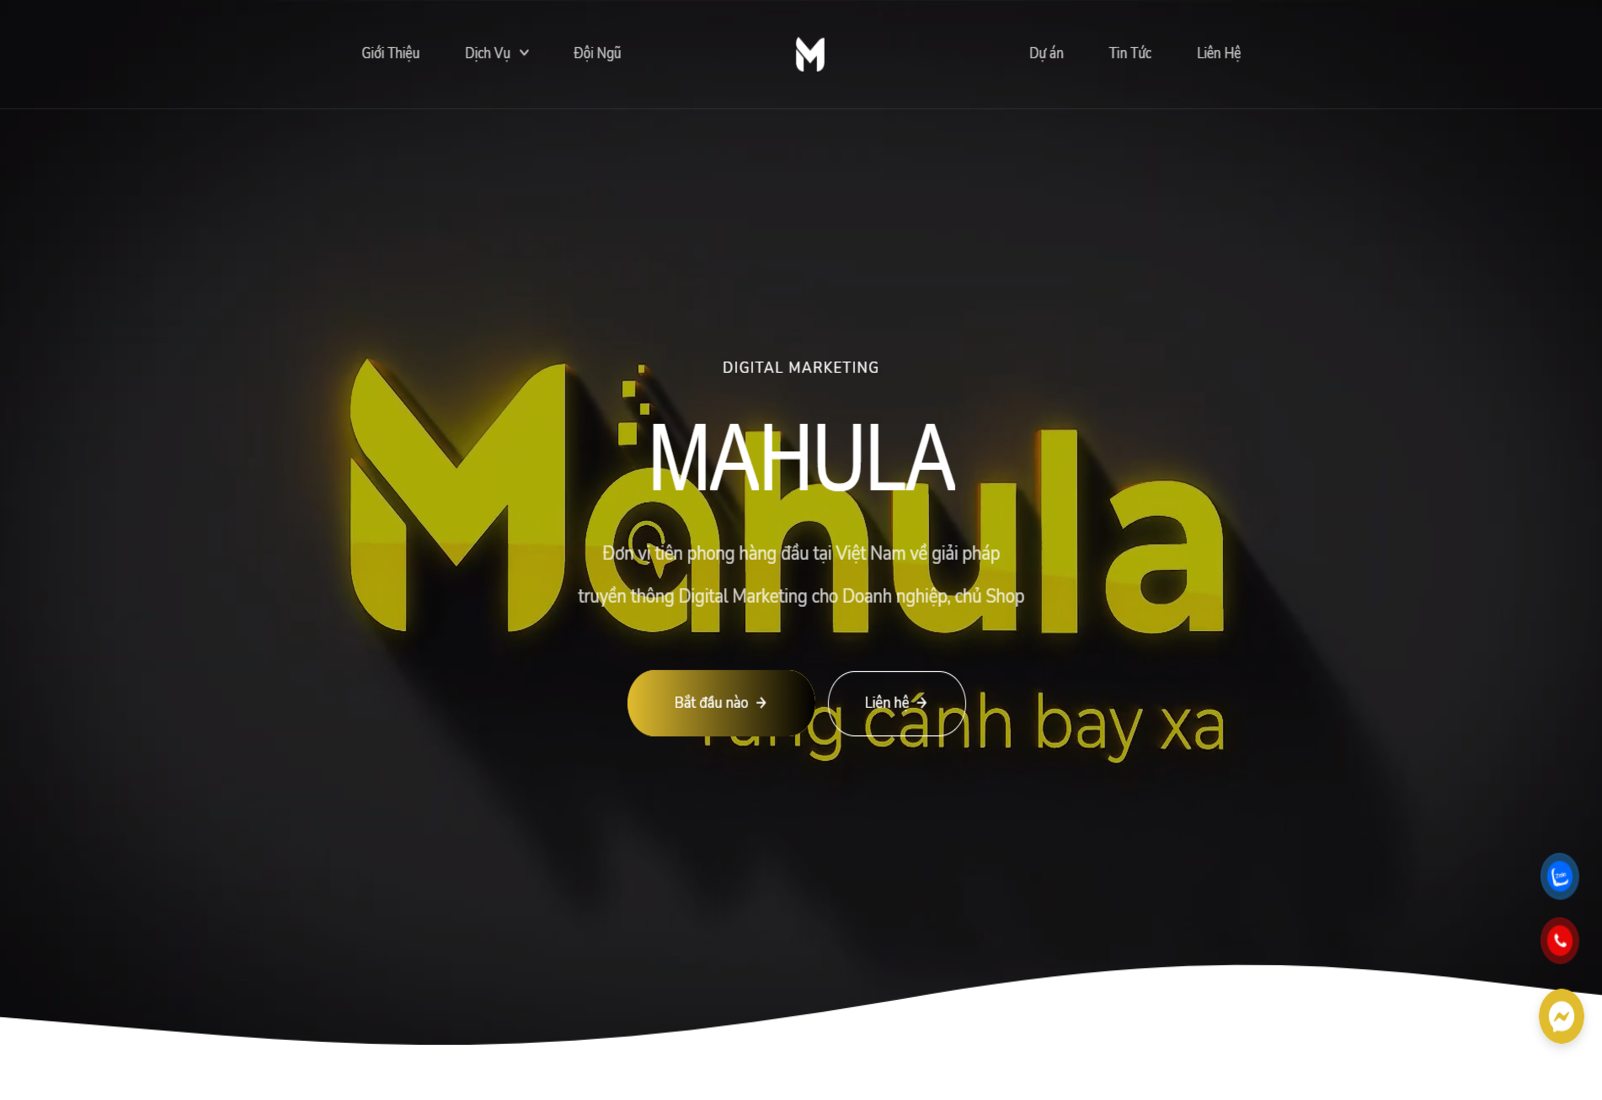 Giới Thiệu
Dịch Vụ
Đội Ngũ
M
Dự án
Tin Tức
Liên Hệ
DIGITAL MARKETING
MAHULA
Mahula
Đơn vị tiên phong hàng đầu tại Việt Nam về giải pháp
truyền thông Digital Marketing cho Doanh nghiệp, chủ Shop
Bắt đầu nào →
Liên hệ →
cánh bay xa
Zalo